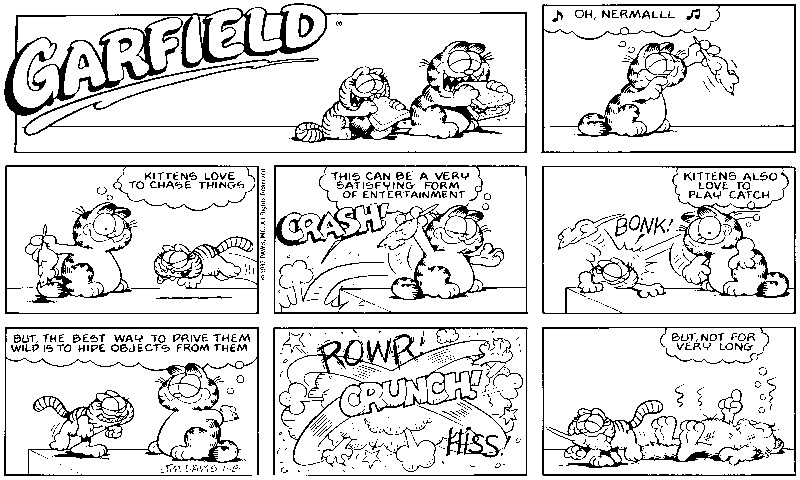 GARFIELD
®
OH, NERMALLL
KITTENS LOVE
TO CHASE THINGS
THIS CAN BE A VERY
SATISFYING FORM
OF ENTERTAINMENT
CRASH!
KITTENS ALSO
LOVE TO
PLAY CATCH
BONK!
BUT, THE BEST WAY TO DRIVE THEM
WILD IS TO HIDE OBJECTS FROM THEM
JIM DAVIS
ROWR!
CRUNCH!
HISS!
BUT, NOT FOR
VERY LONG